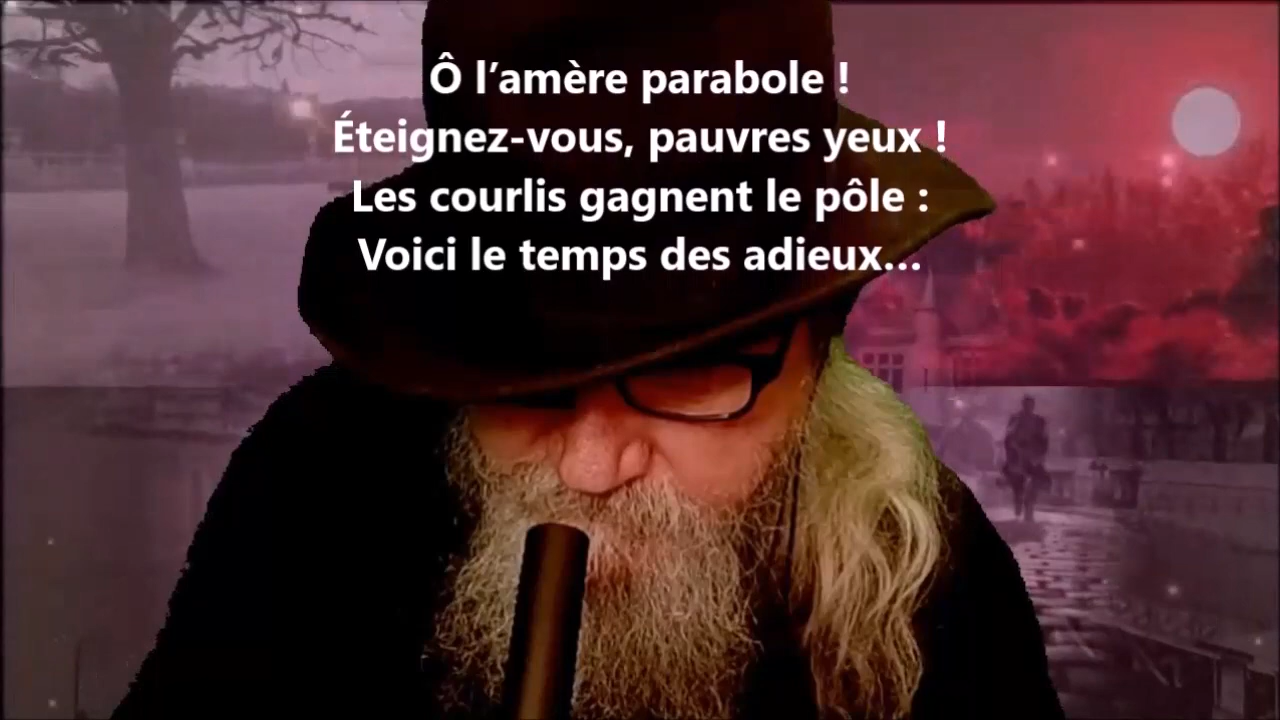 Ô l’amère parabole !
Éteignez-vous, pauvres yeux !
Les courlis gagnent le pôle :
Voici le temps des adieux...